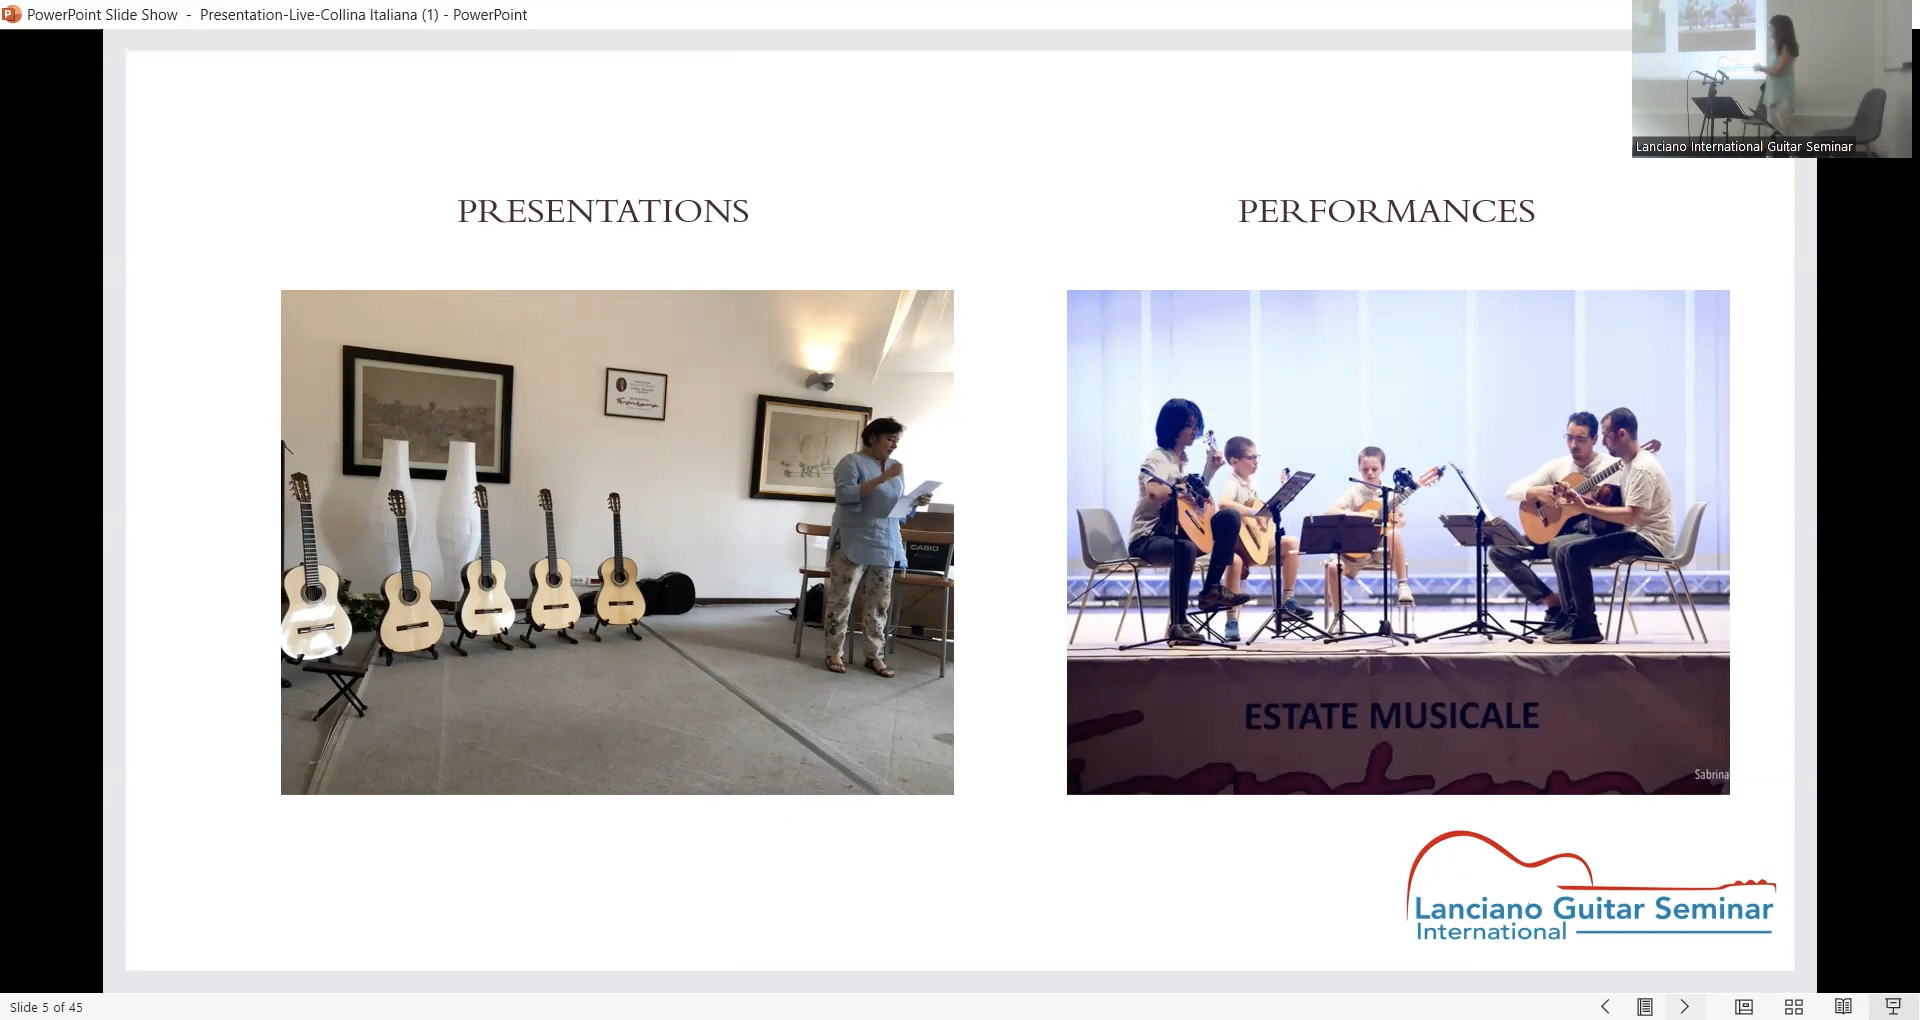 PowerPoint Slide Show - Presentation-Live-Collina Italiana (1) - PowerPoint
Lanciano International Guitar Seminar
PRESENTATIONS
PERFORMANCES
CASIO
ESTATE MUSICALE
Sabrina
Lanciano Guitar Seminar
International
Slide 5 of 45